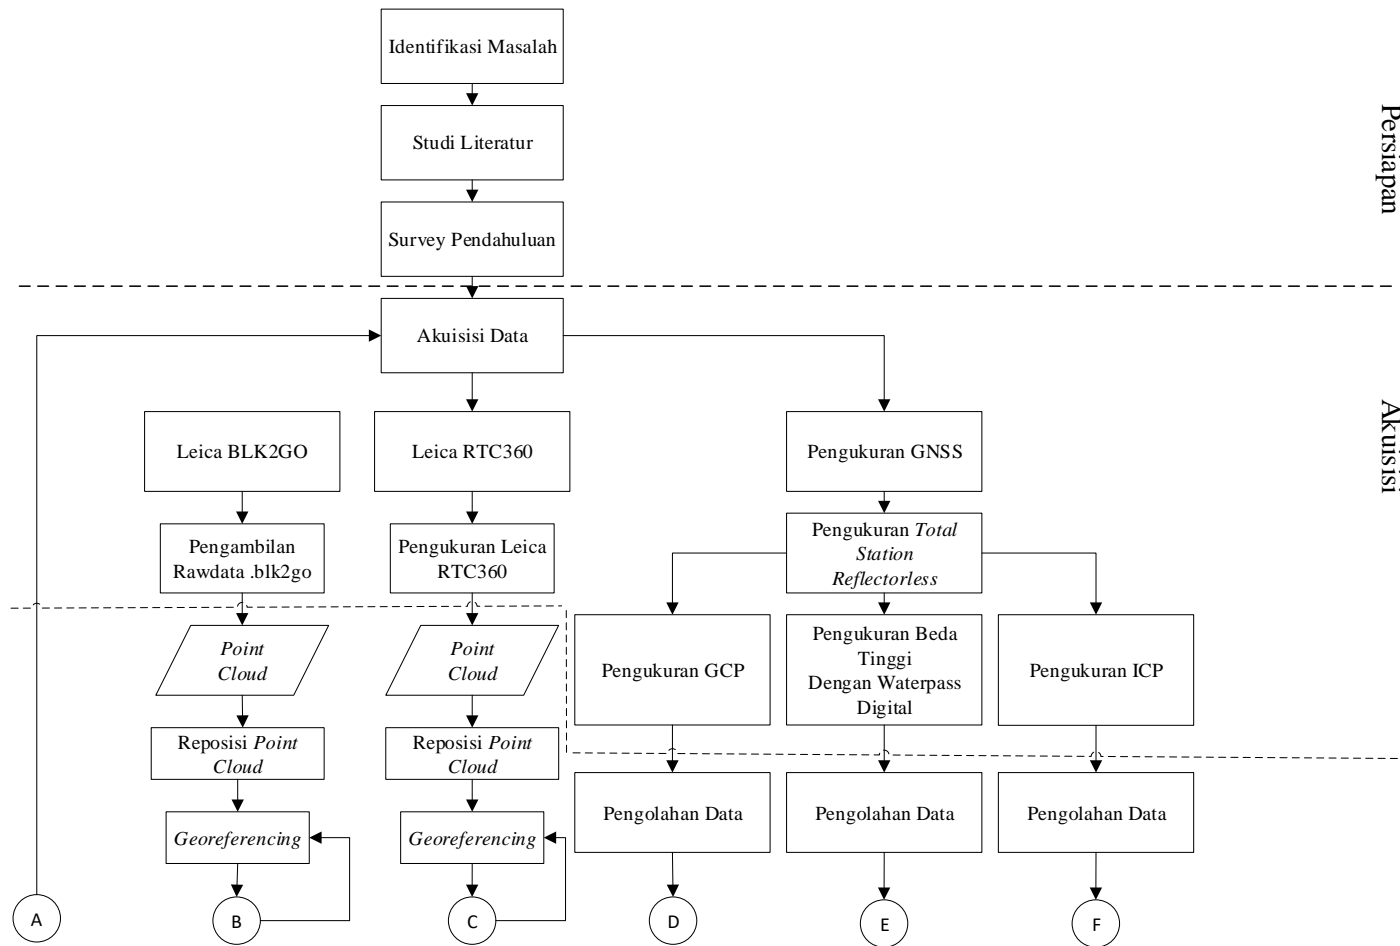 Identifikasi Masalah
Studi Literatur
Survey Pendahuluan
Persiapan
Akuisisi Data
Akuisisi
Leica BLK2GO
Leica RTC360
Pengukuran GNSS
Pengambilan
Rawdata .blk2go
Pengukuran Leica
RTC360
Pengukuran Total
Station
Reflectorless
Point
Cloud
Point
Cloud
Pengukuran GCP
Pengukuran Beda
Tinggi
Dengan Waterpass
Digital
Pengukuran ICP
Reposisi Point
Cloud
Reposisi Point
Cloud
Georeferencing
Georeferencing
Pengolahan Data
Pengolahan Data
Pengolahan Data
A
B
C
D
E
F